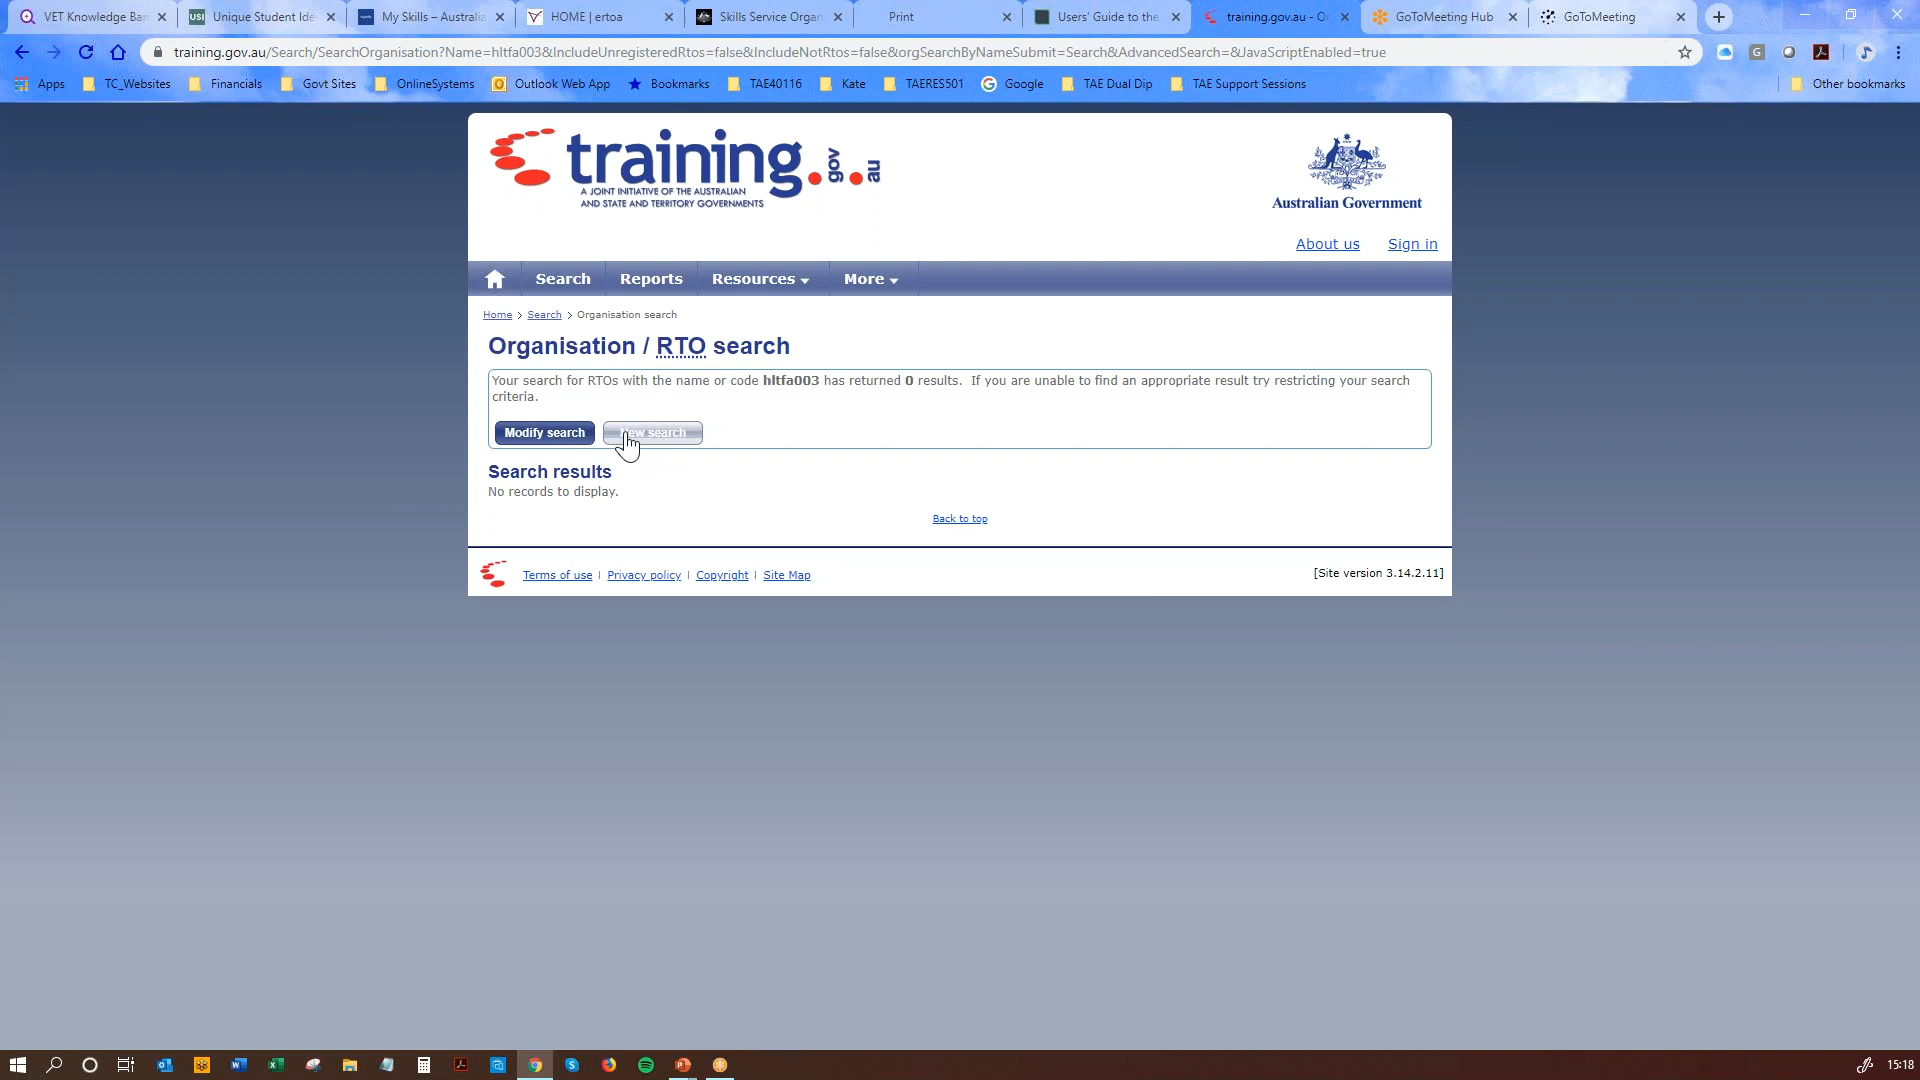 VET Knowledge Ban
Unique Student Ide
My Skills – Australia
HOME | ertoa
Skills Service Organ
Print
Users' Guide to the
training.gov.au - Or
GoToMeeting Hub
GoToMeeting
training.gov.au/Search/SearchOrganisation?Name=hltfa003&IncludeUnregisteredRtos=false&IncludeNotRtos=false&orgSearchByNameSubmit=Search&AdvancedSearch=&JavaScriptEnabled=true
Apps
TC_Websites
Financials
Govt Sites
OnlineSystems
Outlook Web App
Bookmarks
TAE40116
Kate
TAERES501
Google
TAE Dual Dip
TAE Support Sessions
Other bookmarks
training.gov.au
A JOINT INITIATIVE OF THE AUSTRALIAN
AND STATE AND TERRITORY GOVERNMENTS
Australian Government
About us
Sign in
Search
Reports
Resources
More
Home > Search > Organisation search
Organisation / RTO search
Your search for RTOs with the name or code hltfa003 has returned 0 results. If you are unable to find an appropriate result try restricting your search
criteria.
Modify search
New search
Search results
No records to display.
Back to top
Terms of use | Privacy policy | Copyright | Site Map
[Site version 3.14.2.11]
15:18